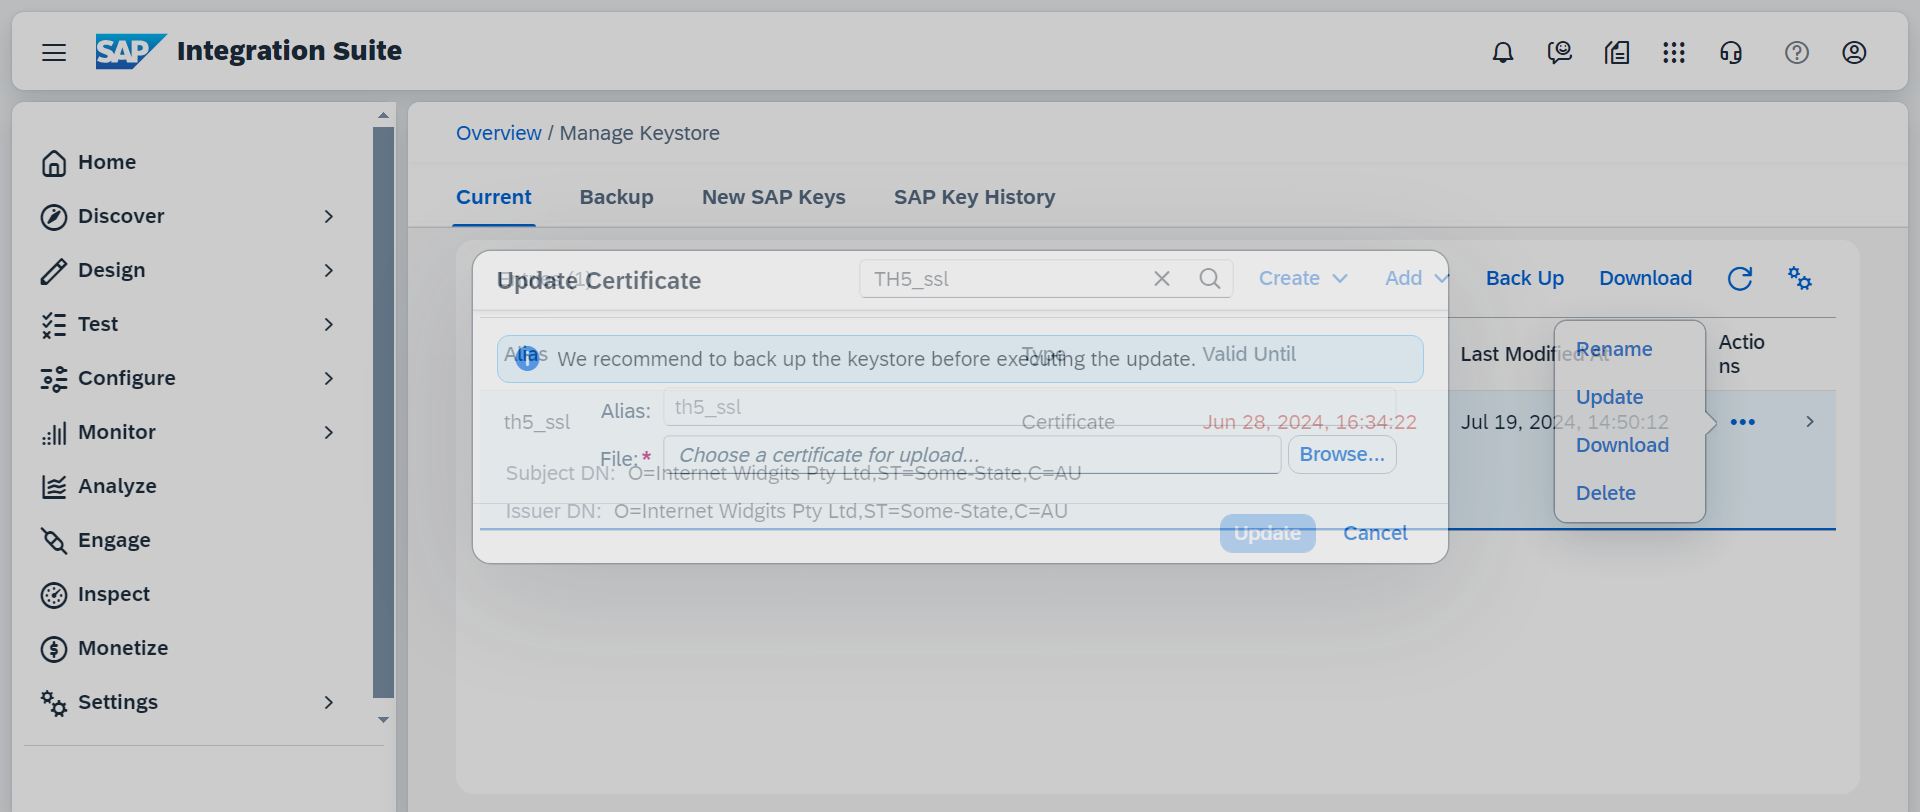 SAP Integration Suite
Home
Discover
Design
Test
Configure
Monitor
Analyze
Engage
Inspect
Monetize
Settings
Overview / Manage Keystore
Current Backup New SAP Keys SAP Key History
Entries (1) TH5_ssl Create Add Back Up Download
Alias Type Valid Until Last Modified At Actio
ns
th5_ssl Certificate Jun 28, 2024, 16:34:22 Jul 19, 2024, 14:50:12
Subject DN: O=Internet Widgits Pty Ltd,ST=Some-State,C=AU
Issuer DN: O=Internet Widgits Pty Ltd,ST=Some-State,C=AU
Update Certificate
We recommend to back up the keystore before executing the update.
Alias: th5_ssl
File:* Choose a certificate for upload... Browse...
Update Cancel
Rename
Update
Download
Delete